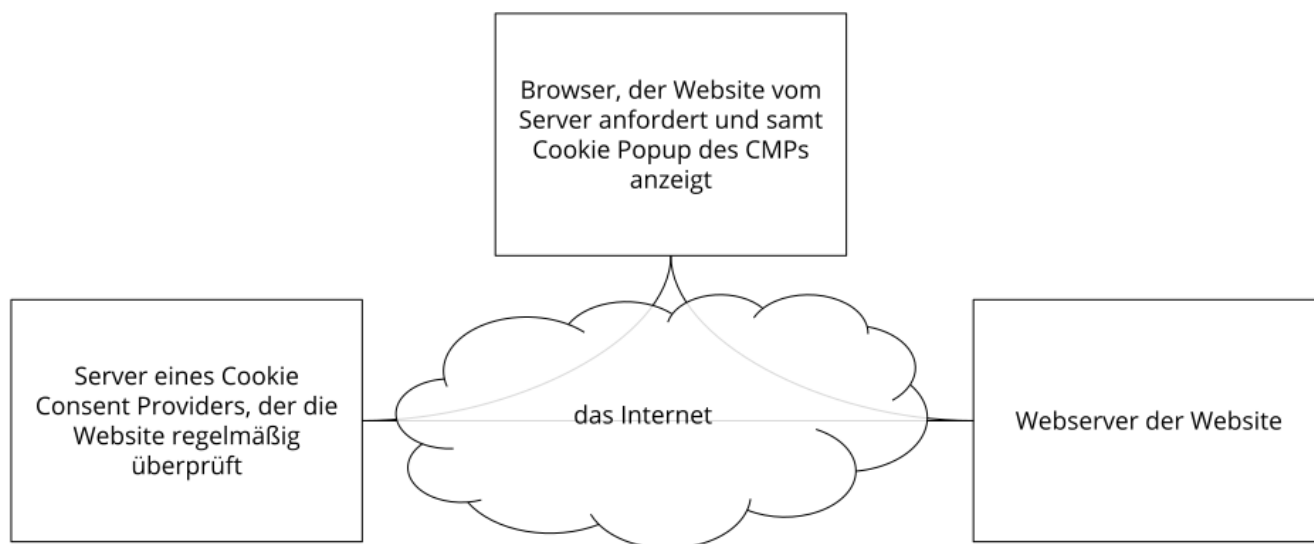 Browser, der Website vom
Server anfordert und samt
Cookie Popup des CMPs
anzeigt
Server eines Cookie
Consent Providers, der die
Website regelmäßig
überprüft
das Internet
Webserver der Website